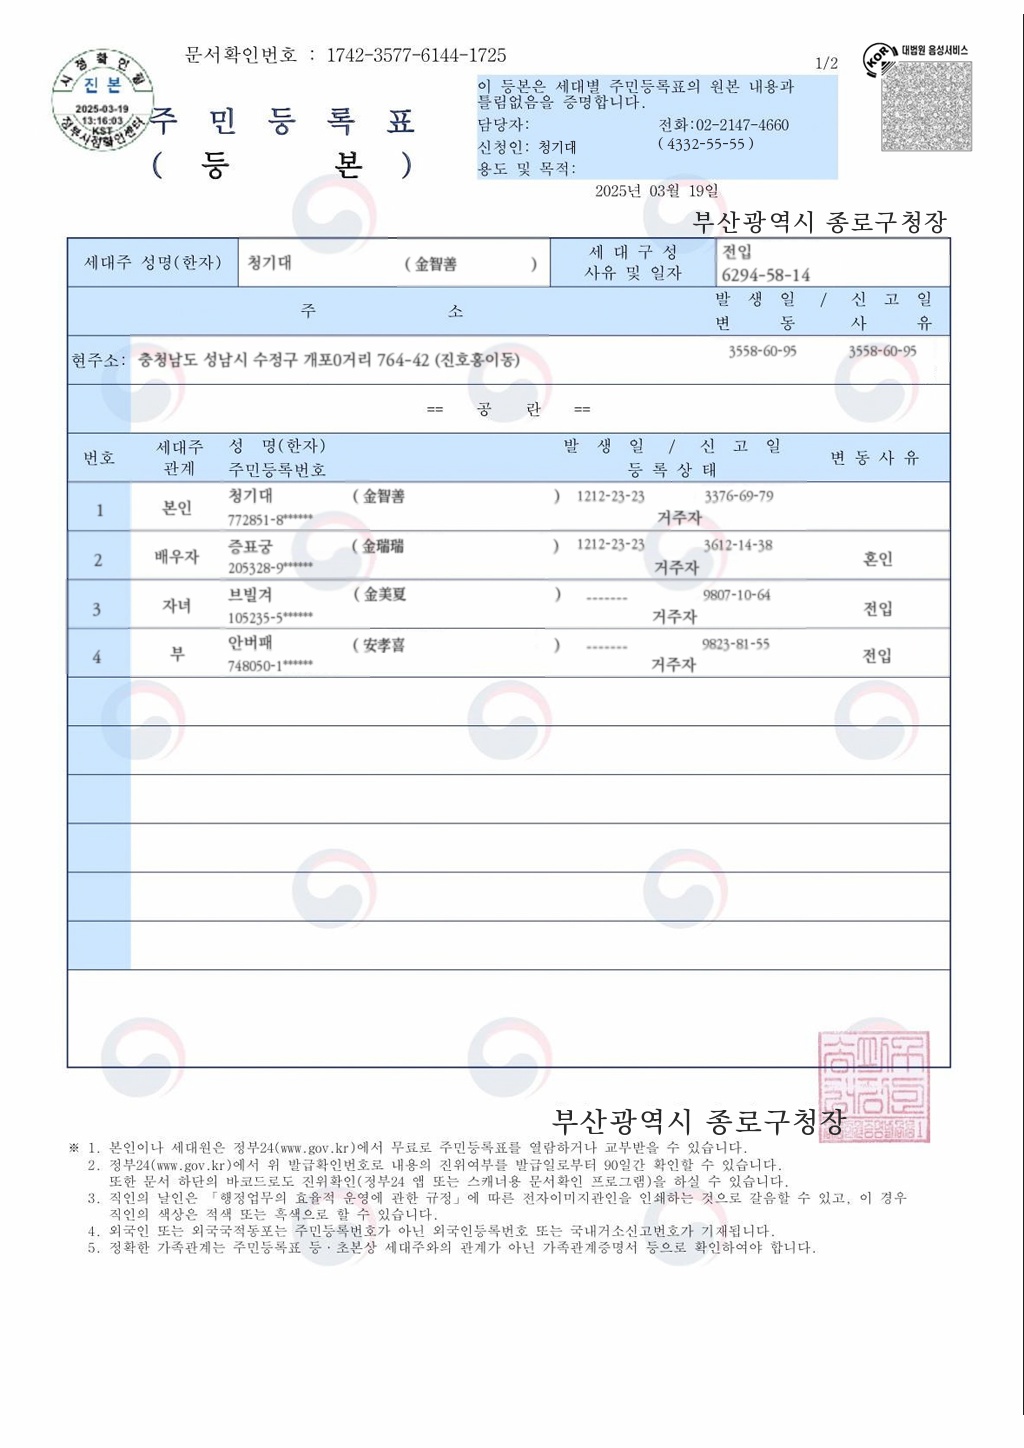 문서확인번호 : 1742-3577-6144-1725
1/2
대법원 음성서비스
KOR
시점확인필
진본
2025-03-19
13:16:03
KST
주 민 등 록 표
( 등 본 )
이 등본은 세대별 주민등록표의 원본 내용과
틀림없음을 증명합니다.
담당자: 전화:02-2147-4660
신청인: 청기대 ( 4332-55-55 )
용도 및 목적:
2025년 03월 19일
부산광역시 종로구청장
세대주 성명(한자) 청기대 ( 金智善 ) 세 대 구 성 사유 및 일자 전입 6294-58-14
주 소 발 생 일 / 신 고 일
변 동 사 유
현주소: 충청남도 성남시 수정구 개포0거리 764-42 (진호홍이동) 3558-60-95 3558-60-95
== 공 란 ==
번호 세대주 관계 성 명(한자) 주민등록번호 발 생 일 / 신 고 일 등 록 상 태 변 동 사 유
1 본인 청기대 ( 金智善 ) 1212-23-23 3376-69-79
772851-8****** 거주자
2 배우자 증표궁 ( 金瑞瑞 ) 1212-23-23 3612-14-38 혼인
205328-9****** 거주자
3 자녀 브빌겨 ( 金美夏 ) ------- 9807-10-64 전입
105235-5****** 거주자
4 부 안버패 ( 安孝喜 ) ------- 9823-81-55 전입
748050-1****** 거주자
부산광역시 종로구청장
※ 1. 본인이나 세대원은 정부24(www.gov.kr)에서 무료로 주민등록표를 열람하거나 교부받을 수 있습니다.
2. 정부24(www.gov.kr)에서 위 발급확인번호로 내용의 진위여부를 발급일로부터 90일간 확인할 수 있습니다.
또한 문서 하단의 바코드로도 진위확인(정부24 앱 또는 스캐너용 문서확인 프로그램)을 하실 수 있습니다.
3. 직인의 날인은 「행정업무의 효율적 운영에 관한 규정」에 따른 전자이미지관인을 인쇄하는 것으로 갈음할 수 있고, 이 경우
직인의 색상은 적색 또는 흑색으로 할 수 있습니다.
4. 외국인 또는 외국국적동포는 주민등록번호가 아닌 외국인등록번호 또는 국내거소신고번호가 기재됩니다.
5. 정확한 가족관계는 주민등록표 등·초본상 세대주와의 관계가 아닌 가족관계증명서 등으로 확인하여야 합니다.